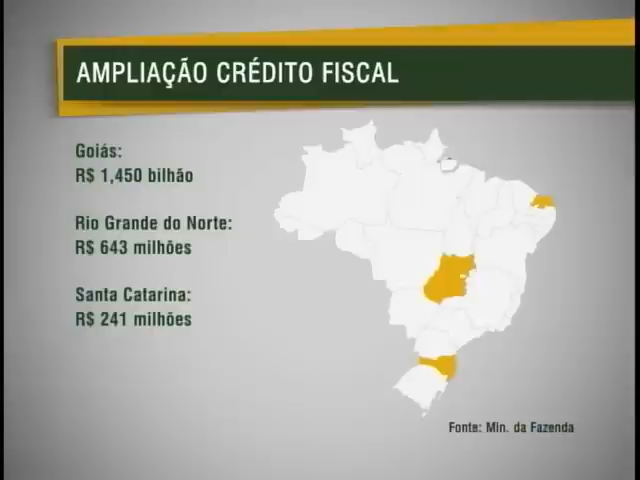 AMPLIAÇÃO CRÉDITO FISCAL
Goiás:
R$ 1,450 bilhão
Rio Grande do Norte:
R$ 643 milhões
Santa Catarina:
R$ 241 milhões
Fonte: Min. da Fazenda